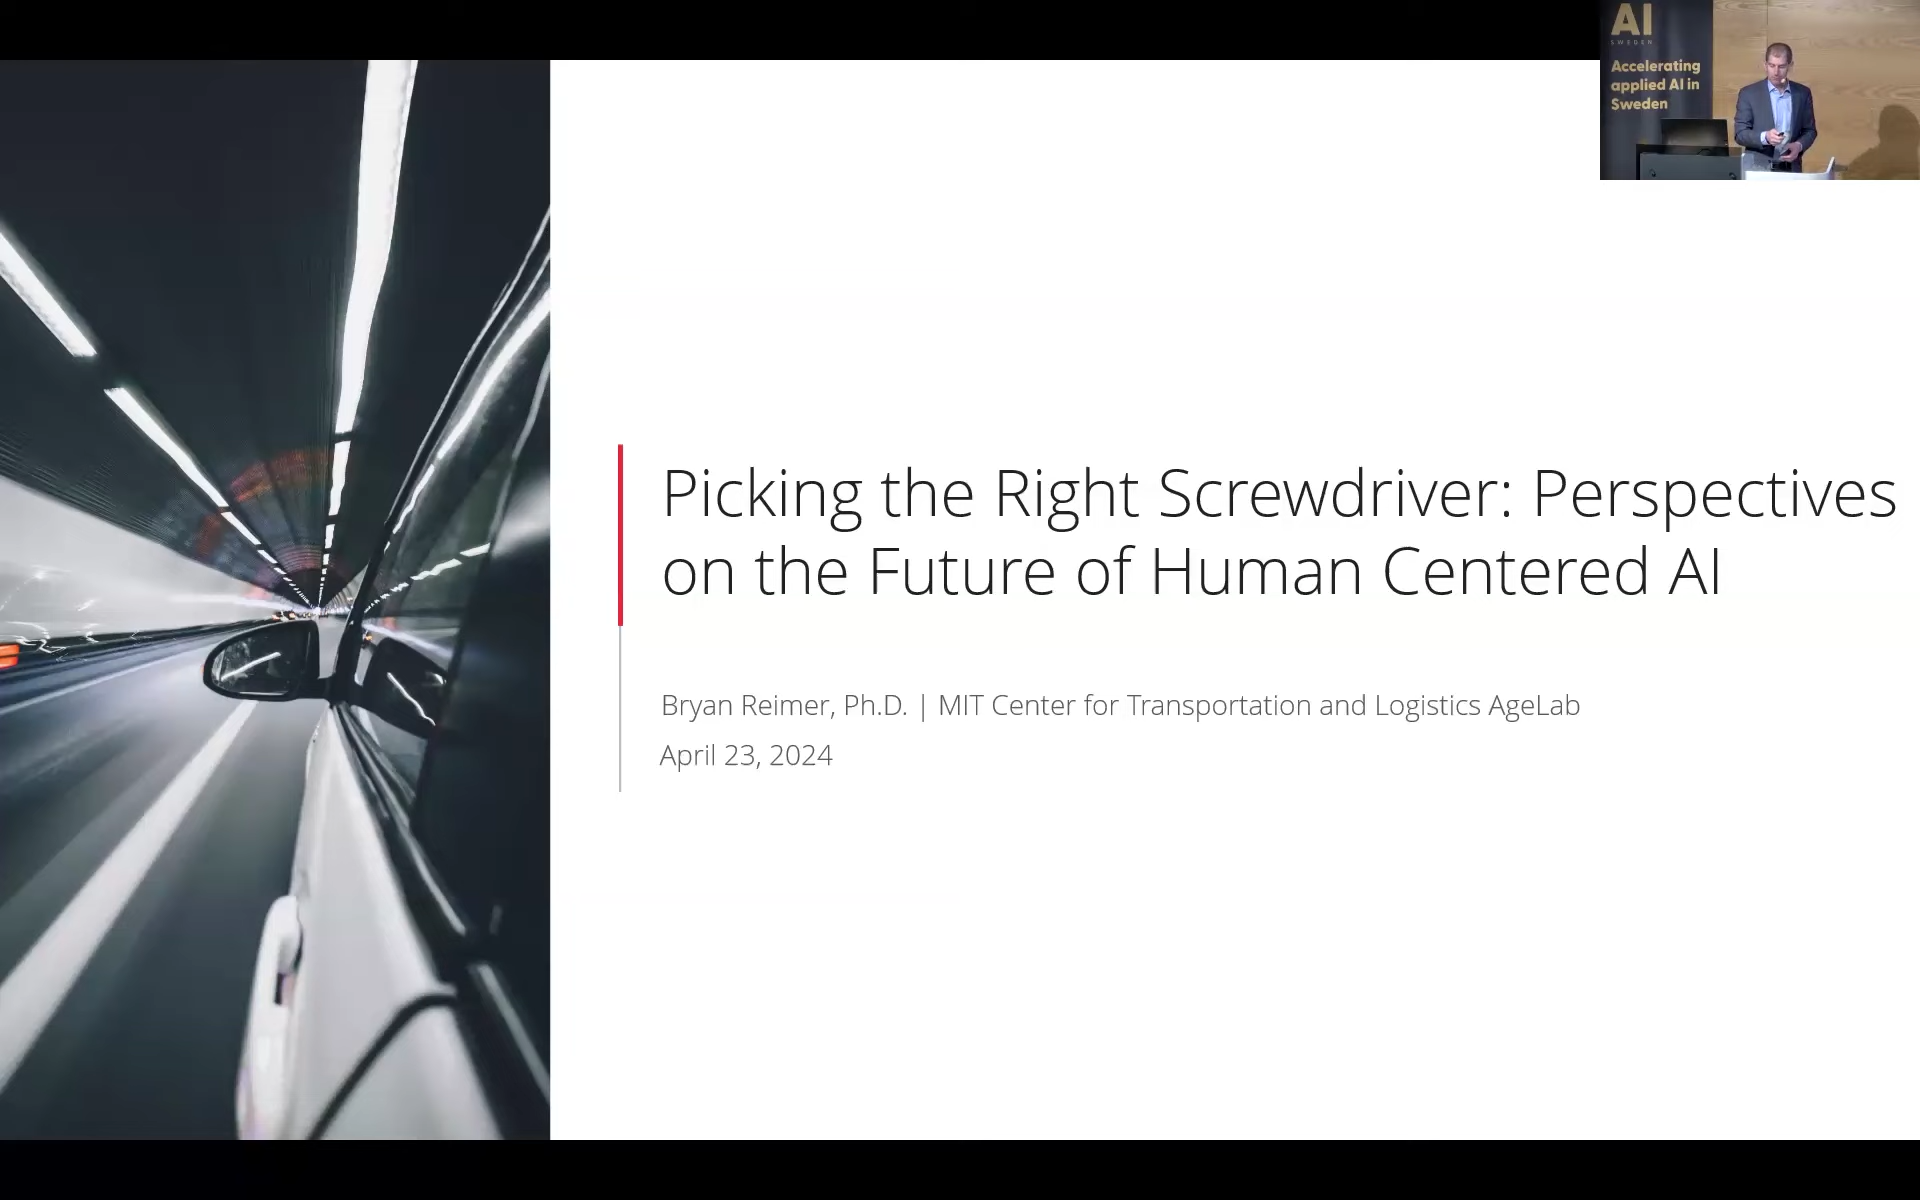 AI
SWEDEN
Accelerating
applied AI in
Sweden
Picking the Right Screwdriver: Perspectives
on the Future of Human Centered AI
Bryan Reimer, Ph.D. | MIT Center for Transportation and Logistics AgeLab
April 23, 2024